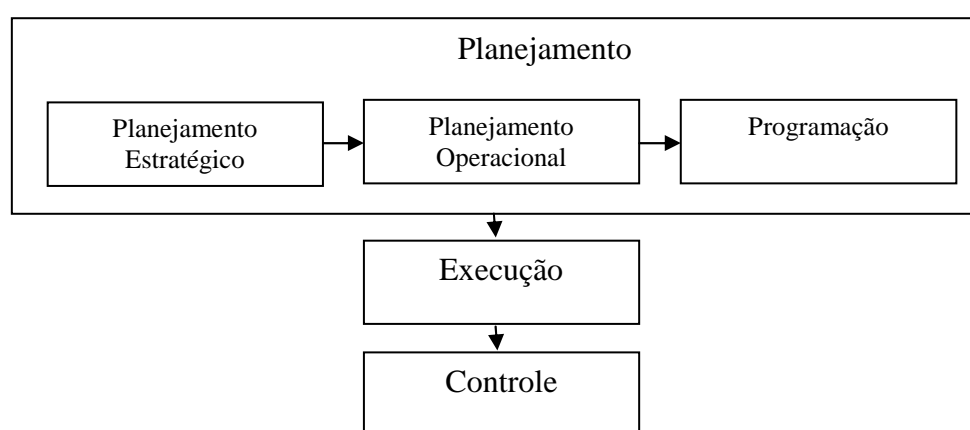 Planejamento
Planejamento
Estratégico
Planejamento
Operacional
Programação
Execução
Controle